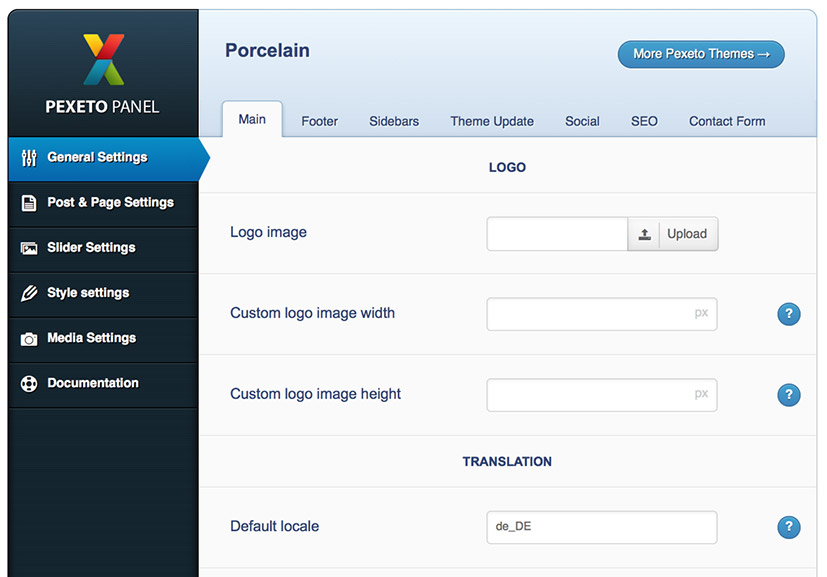 PEXETO PANEL
Porcelain
More Pexeto Themes →
Main
Footer
Sidebars
Theme Update
Social
SEO
Contact Form
General Settings
Post & Page Settings
Slider Settings
Style settings
Media Settings
Documentation
LOGO
Logo image
Upload
Custom logo image width
px
?
Custom logo image height
px
?
TRANSLATION
Default locale
de_DE
?